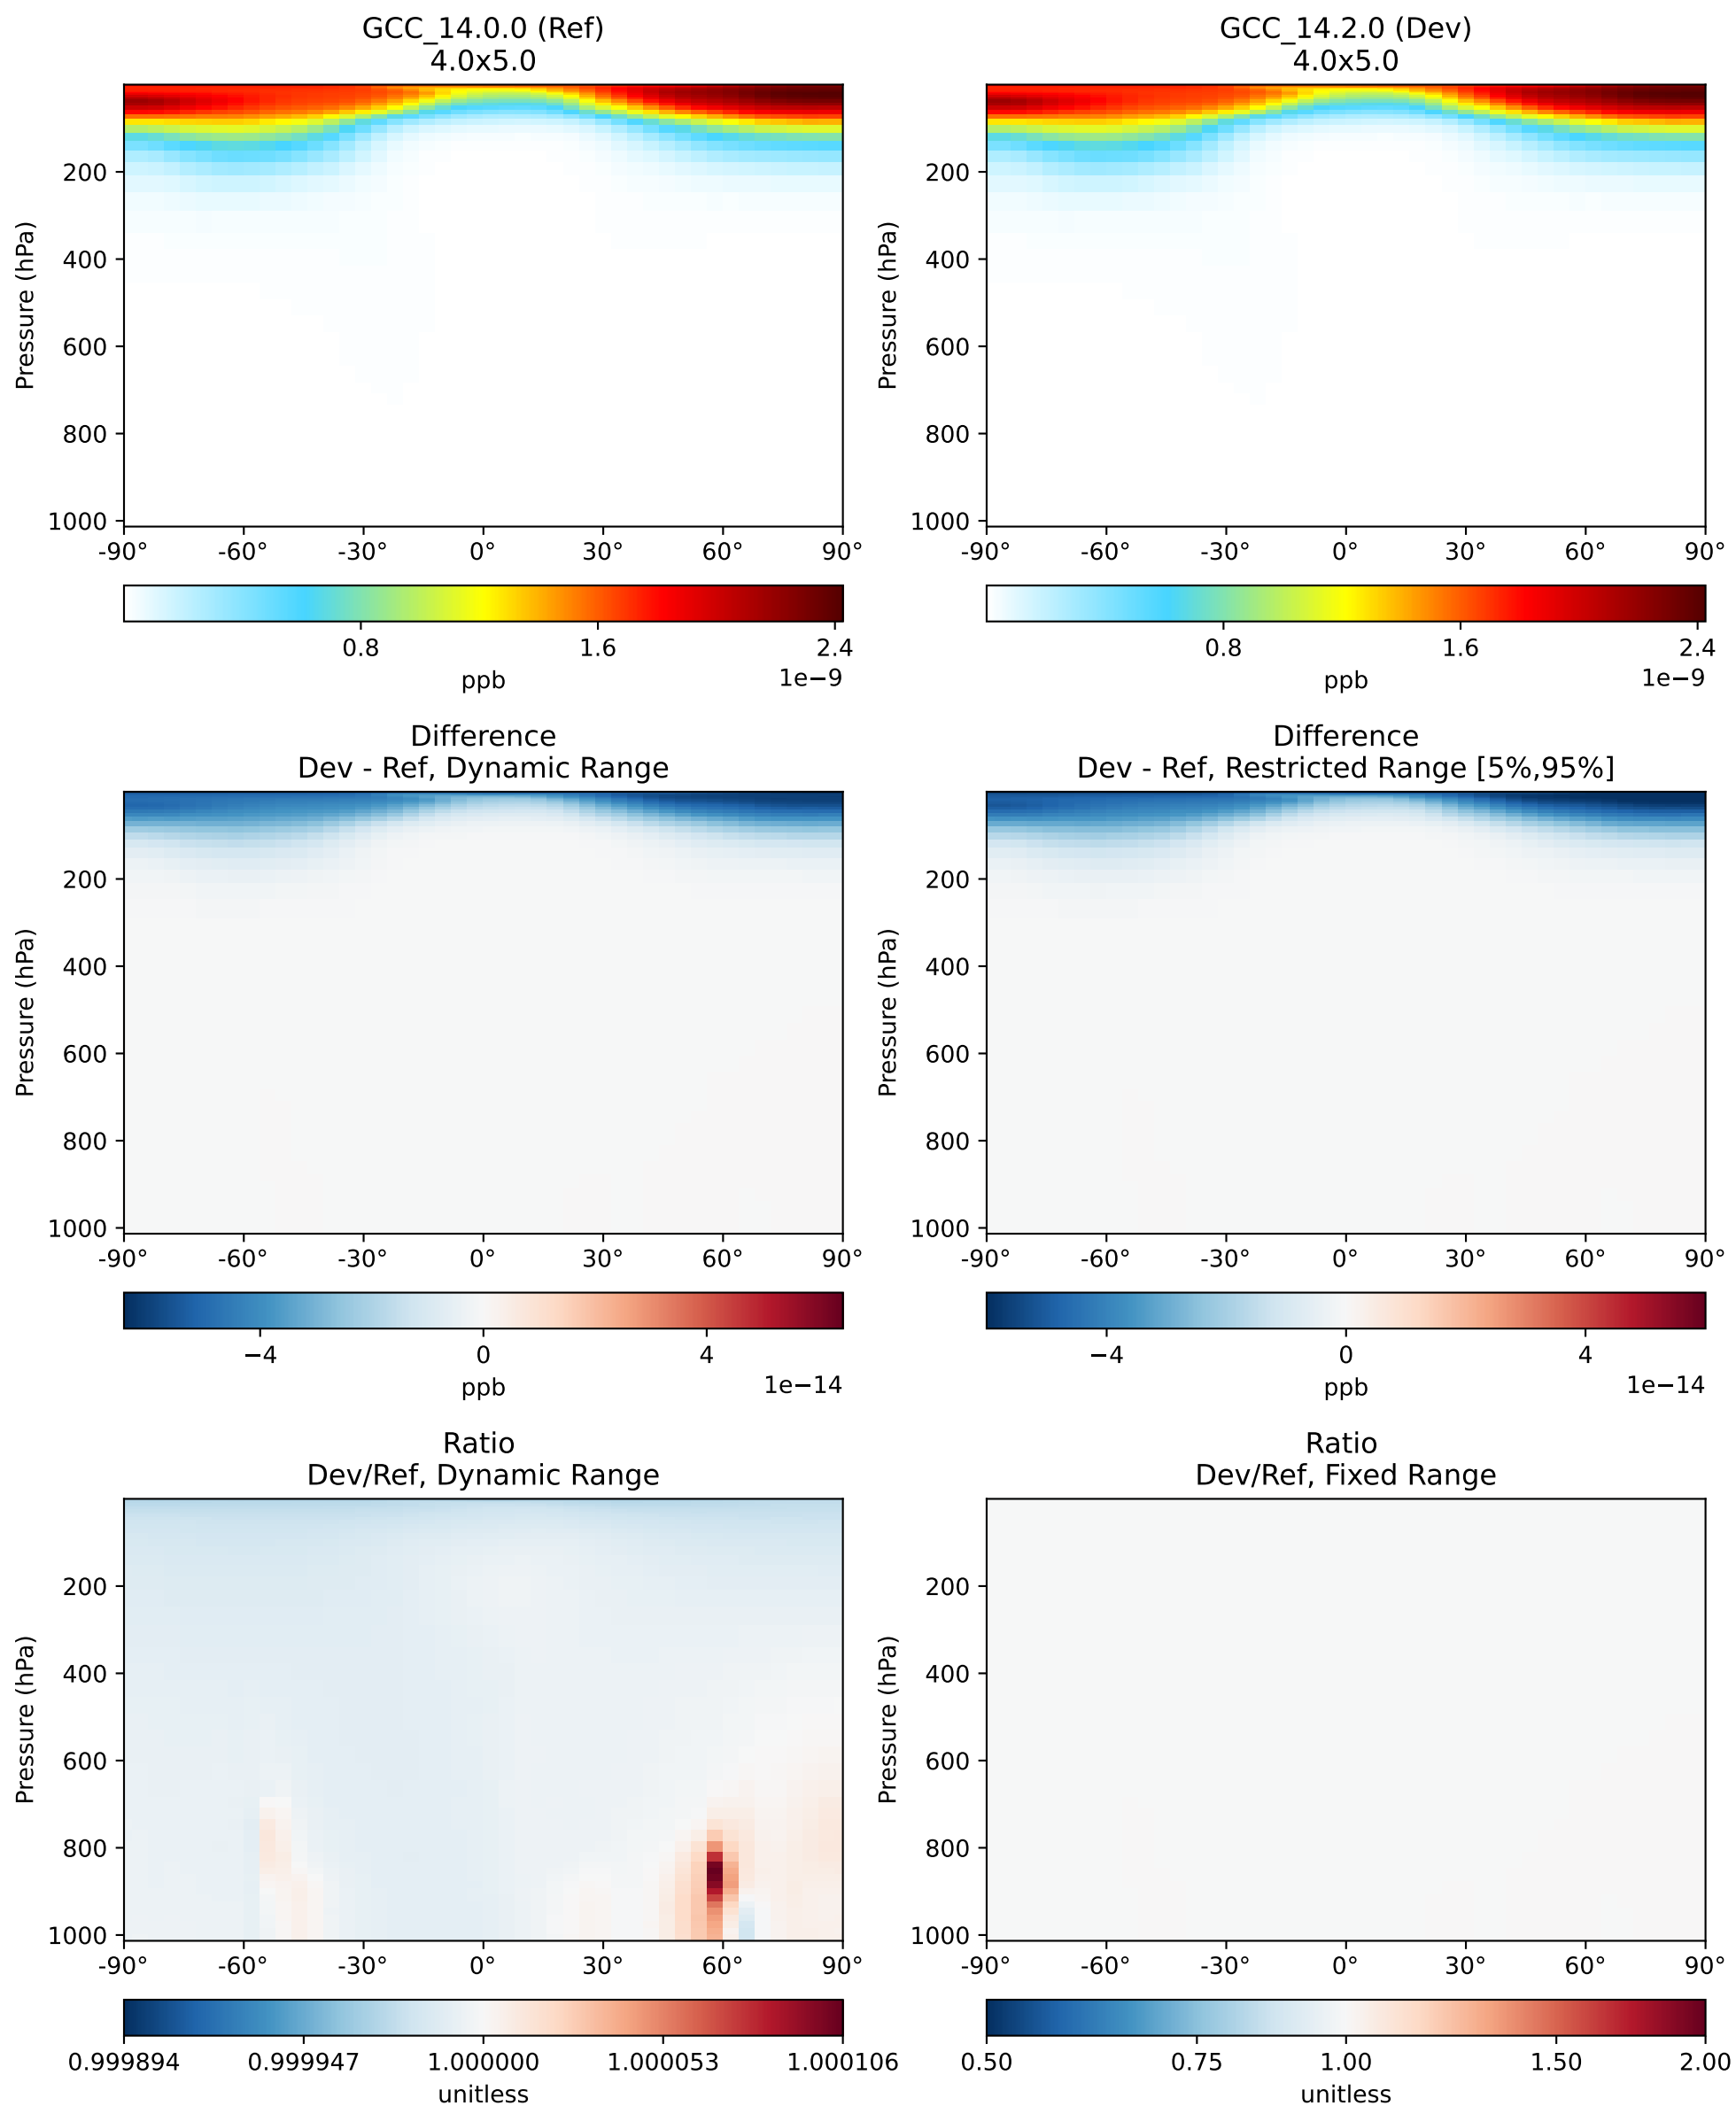 GCC_14.0.0 (Ref)
4.0x5.0
Pressure (hPa)
200
400
600
800
1000
-90° -60° -30° 0° 30° 60° 90°
0.8 1.6 2.4
ppb
1e−9
GCC_14.2.0 (Dev)
4.0x5.0
Pressure (hPa)
200
400
600
800
1000
-90° -60° -30° 0° 30° 60° 90°
0.8 1.6 2.4
ppb
1e−9
Difference
Dev - Ref, Dynamic Range
Pressure (hPa)
200
400
600
800
1000
-90° -60° -30° 0° 30° 60° 90°
−4 0 4
ppb
1e−14
Difference
Dev - Ref, Restricted Range [5%,95%]
Pressure (hPa)
200
400
600
800
1000
-90° -60° -30° 0° 30° 60° 90°
−4 0 4
ppb
1e−14
Ratio
Dev/Ref, Dynamic Range
Pressure (hPa)
200
400
600
800
1000
-90° -60° -30° 0° 30° 60° 90°
0.999894 0.999947 1.000000 1.000053 1.000106
unitless
Ratio
Dev/Ref, Fixed Range
Pressure (hPa)
200
400
600
800
1000
-90° -60° -30° 0° 30° 60° 90°
0.50 0.75 1.00 1.50 2.00
unitless